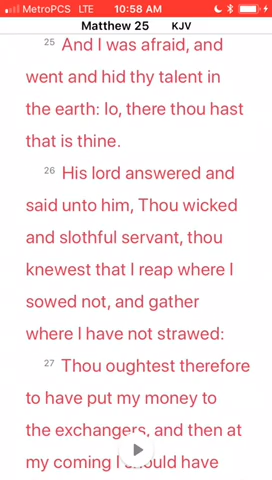 MetroPCS LTE 10:58 AM
Matthew 25 KJV
25 And I was afraid, and
went and hid thy talent in
the earth: lo, there thou hast
that is thine.
26 His lord answered and
said unto him, Thou wicked
and slothful servant, thou
knewest that I reap where I
sowed not, and gather
where I have not strawed:
27 Thou oughtest therefore
to have put my money to
the exchangers, and then at
my coming I should have